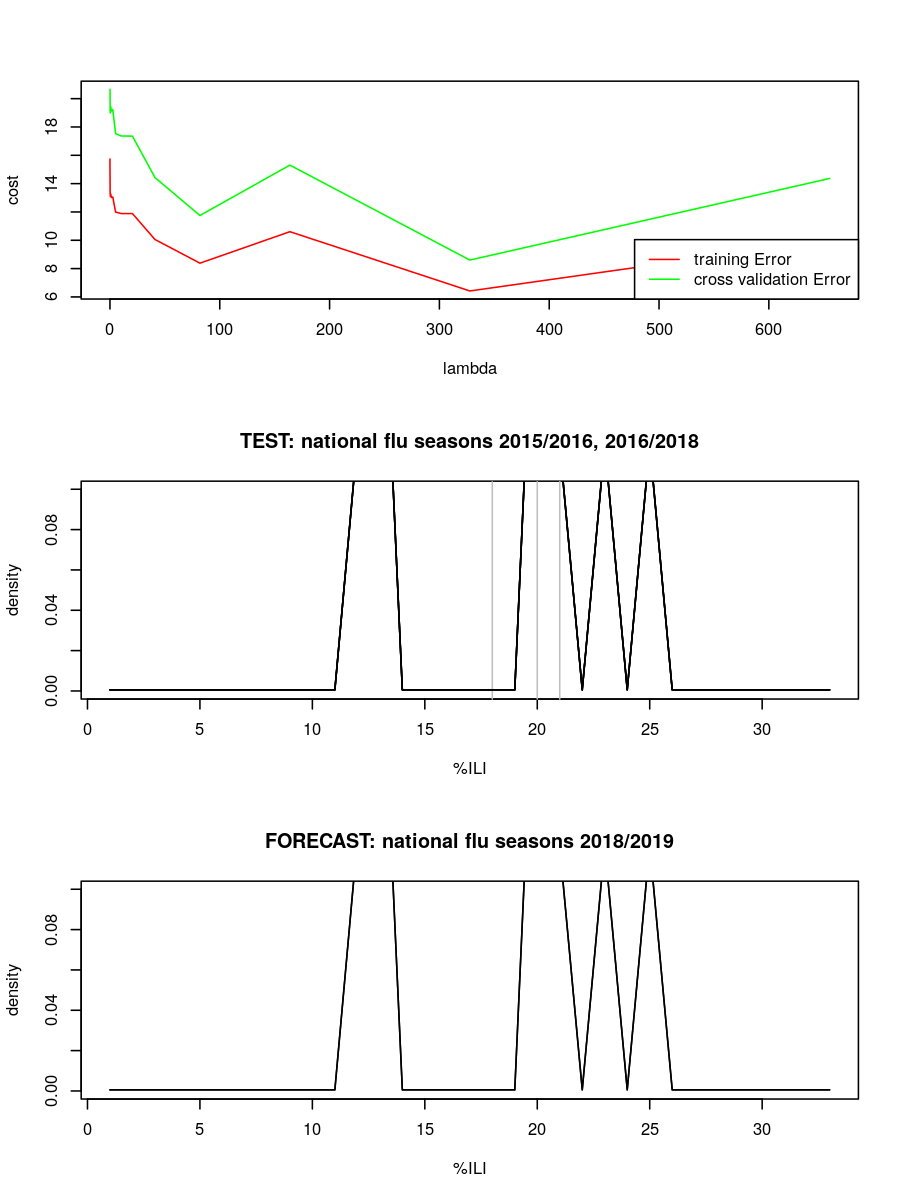 cost
18
14
10
8
6
training Error
cross validation Error
0 100 200 300 400 500 600
lambda
TEST: national flu seasons 2015/2016, 2016/2018
density
0.08
0.04
0.00
0 5 10 15 20 25 30
%ILI
FORECAST: national flu seasons 2018/2019
density
0.08
0.04
0.00
0 5 10 15 20 25 30
%ILI